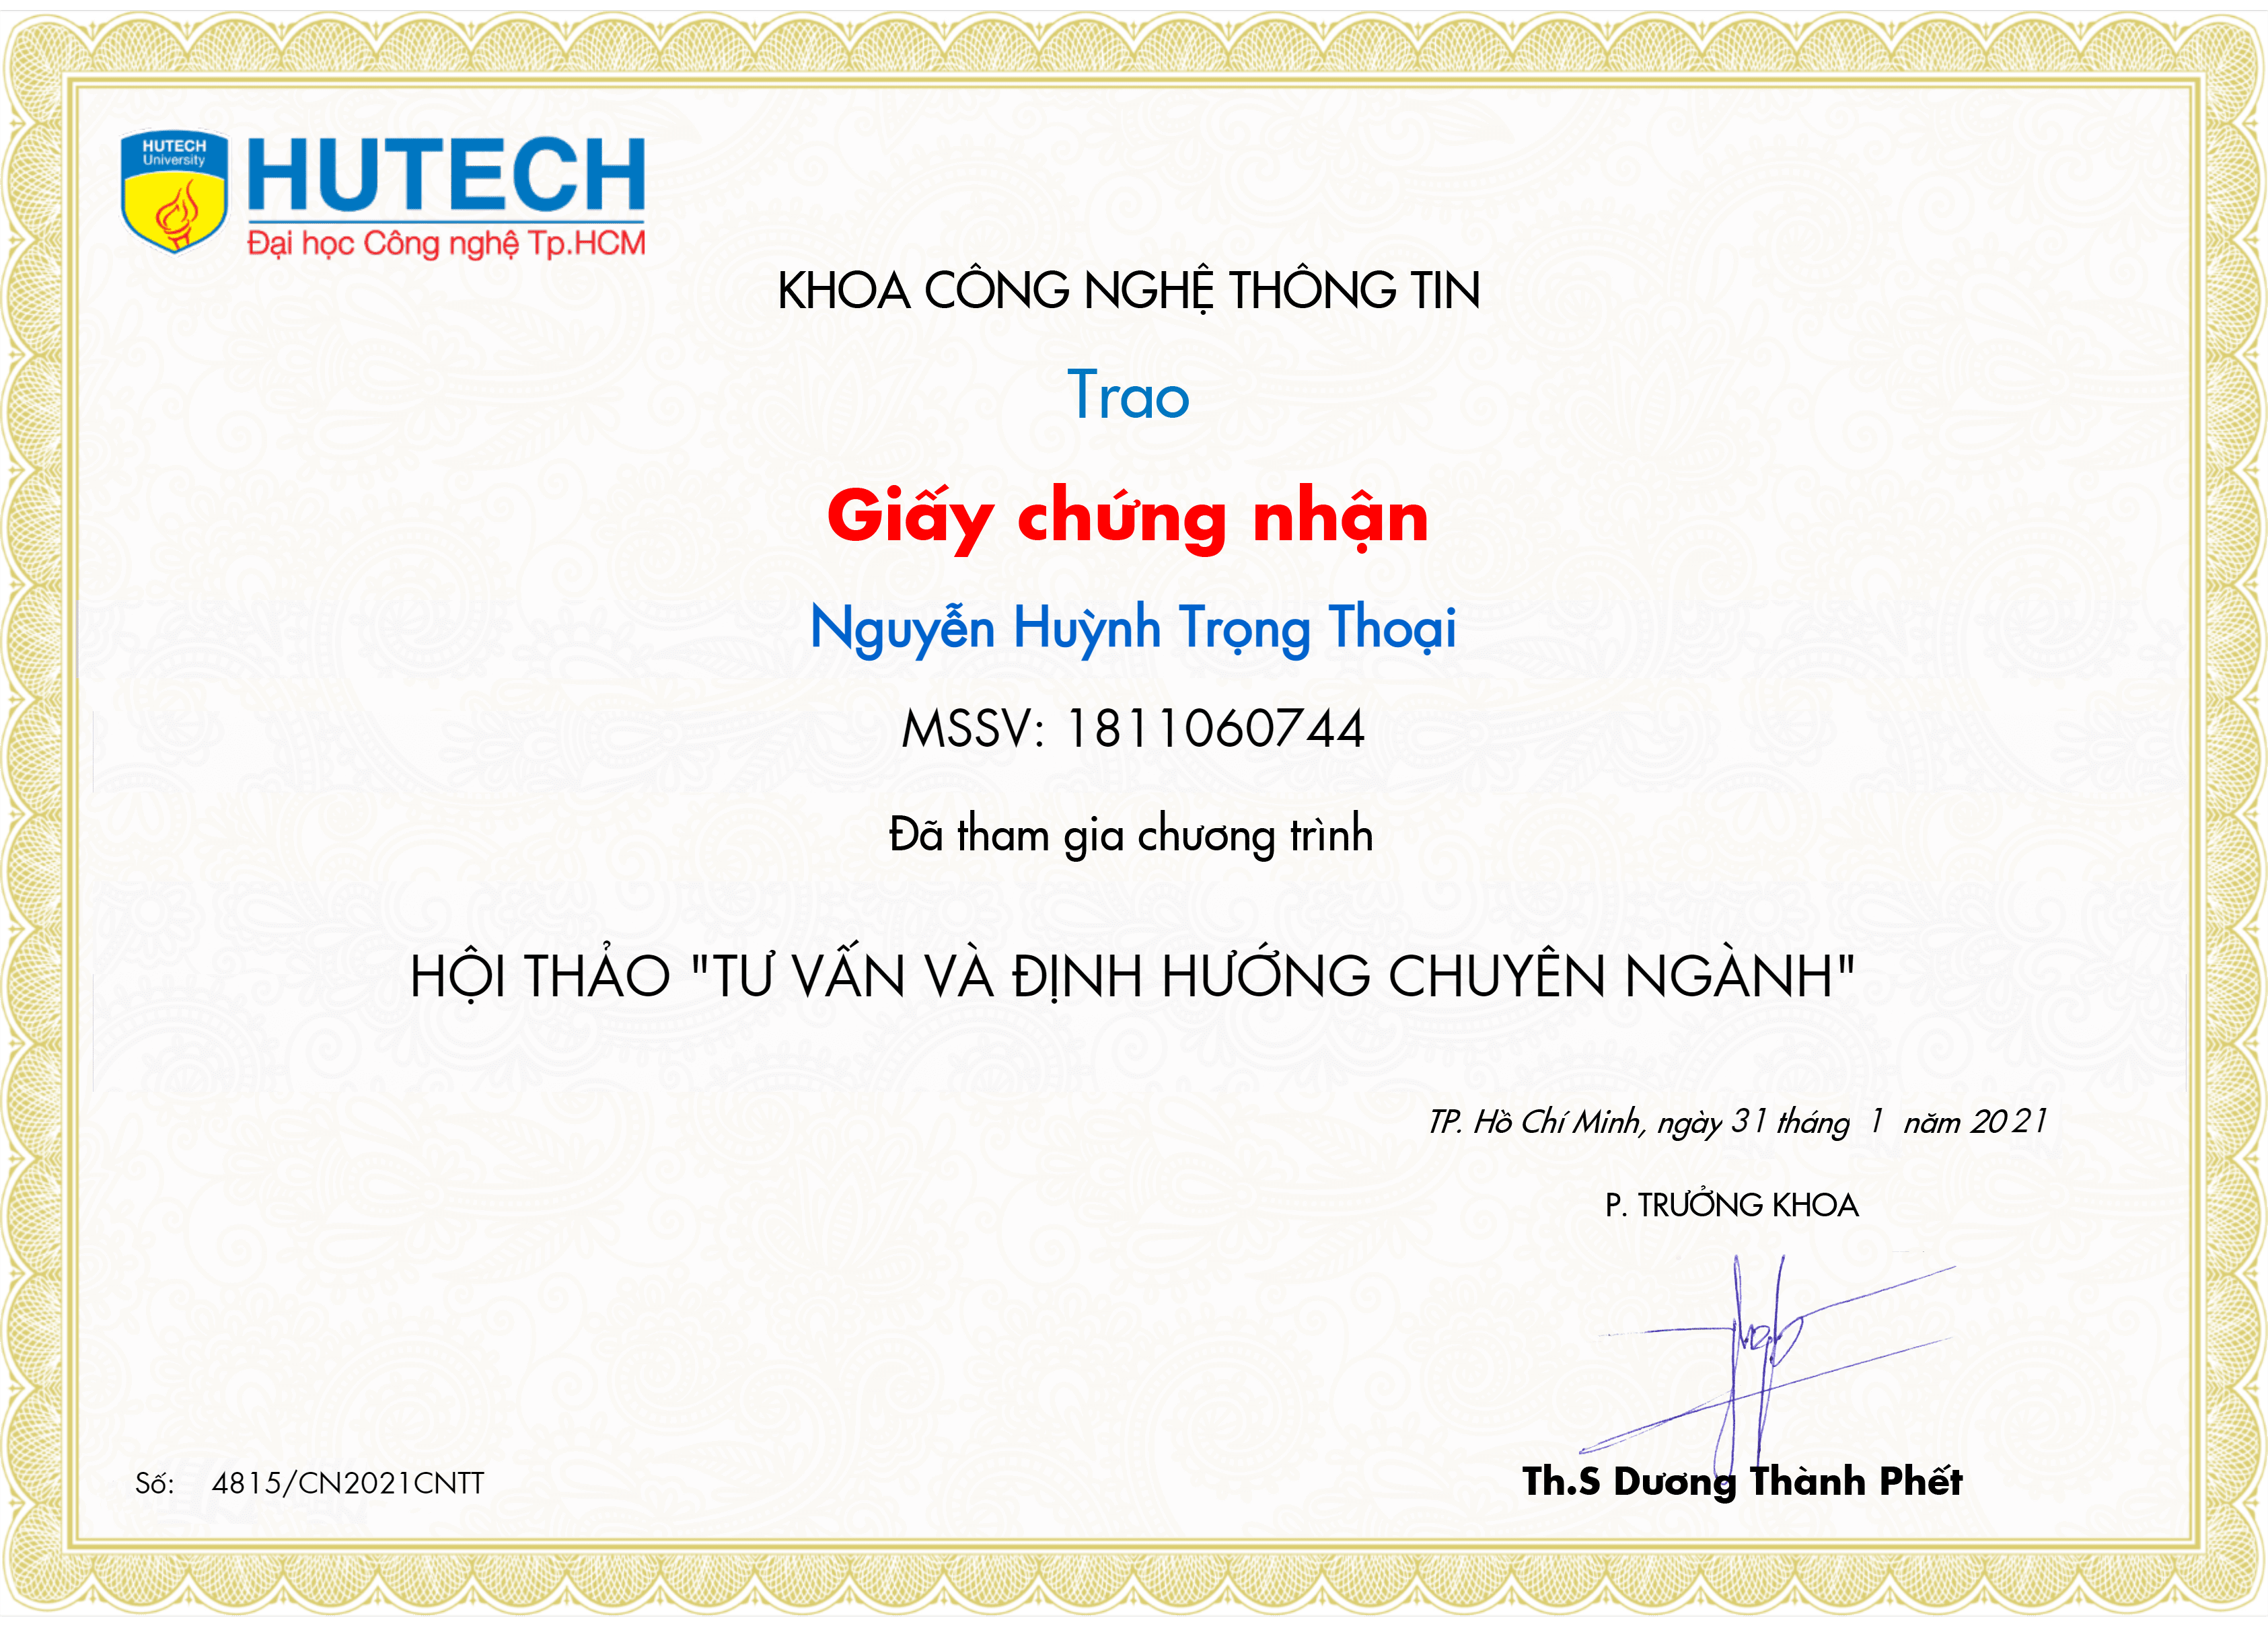 HUTECH
University
HUTECH
Đại học Công nghệ Tp.HCM
KHOA CÔNG NGHỆ THÔNG TIN
Trao
Giấy chứng nhận
Nguyễn Huỳnh Trọng Thoại
MSSV: 1811060744
Đã tham gia chương trình
HỘI THẢO "TƯ VẤN VÀ ĐỊNH HƯỚNG CHUYÊN NGÀNH"
TP. Hồ Chí Minh, ngày 31 tháng 1 năm 2021
P. TRƯỞNG KHOA
Th.S Dương Thành Phết
Số: 4815/CN2021CNTT